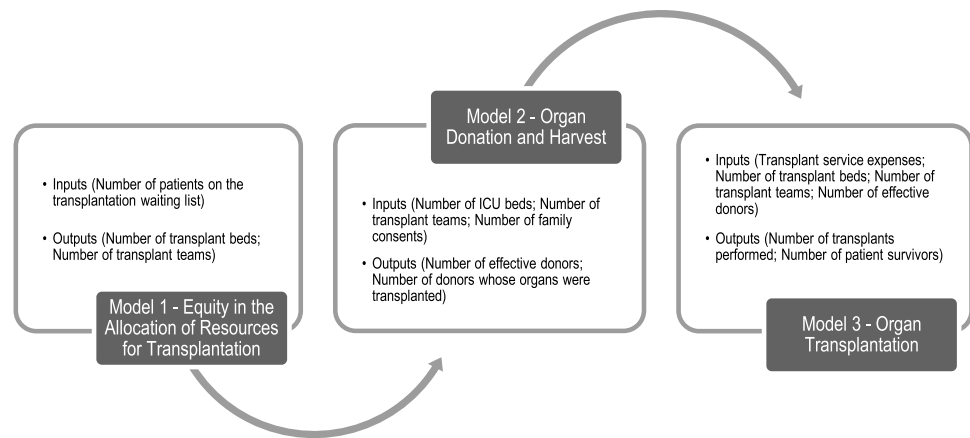 • Inputs (Number of patients on the
transplantation waiting list)
• Outputs (Number of transplant beds;
Number of transplant teams)
Model 1 - Equity in the
Allocation of Resources
for Transplantation
Model 2 - Organ
Donation and Harvest
• Inputs (Number of ICU beds; Number of
transplant teams; Number of family
consents)
• Outputs (Number of effective donors;
Number of donors whose organs were
transplanted)
• Inputs (Transplant service expenses;
Number of transplant beds; Number of
transplant teams; Number of effective
donors)
• Outputs (Number of transplants
performed; Number of patient survivors)
Model 3 - Organ
Transplantation